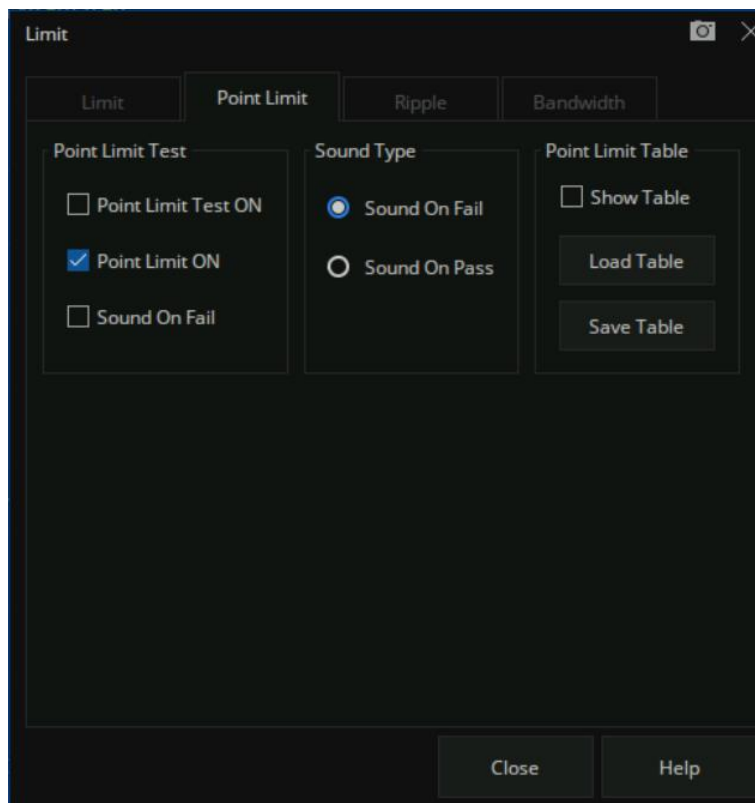 Limit
Limit Point Limit Ripple Bandwidth
Point Limit Test
Point Limit Test ON
Point Limit ON
Sound On Fail
Sound Type
Sound On Fail
Sound On Pass
Point Limit Table
Show Table
Load Table
Save Table
Close Help